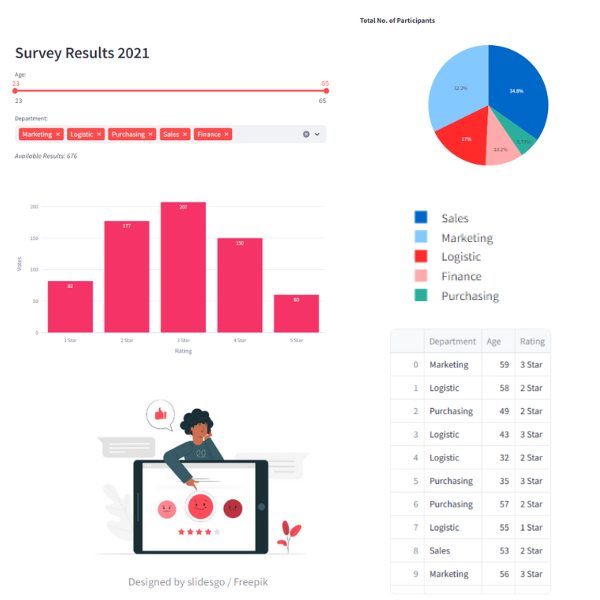 Survey Results 2021
Age:
23 65
23 65
Department:
Marketing × Logistic × Purchasing × Sales × Finance ×
Available Results: 676
Votes
200
150
100
50
0
82
177
207
150
60
1 Star 2 Star 3 Star 4 Star 5 Star
Rating
Designed by slidesgo / Freepik
Total No. of Participants
34.8%
32.2%
17%
10.2%
Sales
Marketing
Logistic
Finance
Purchasing
Department Age Rating
0 Marketing 59 3 Star
1 Logistic 58 2 Star
2 Purchasing 49 2 Star
3 Logistic 43 3 Star
4 Logistic 32 2 Star
5 Purchasing 35 3 Star
6 Purchasing 57 2 Star
7 Logistic 55 1 Star
8 Sales 53 2 Star
9 Marketing 56 3 Star